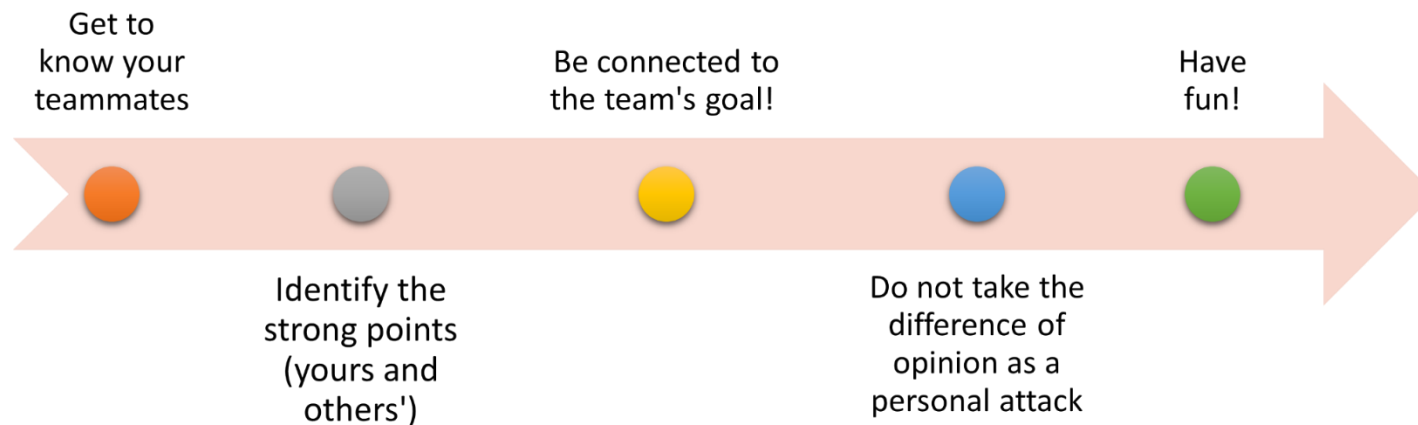 Get to
know your
teammates
Identify the
strong points
(yours and
others')
Be connected to
the team's goal!
Do not take the
difference of
opinion as a
personal attack
Have
fun!